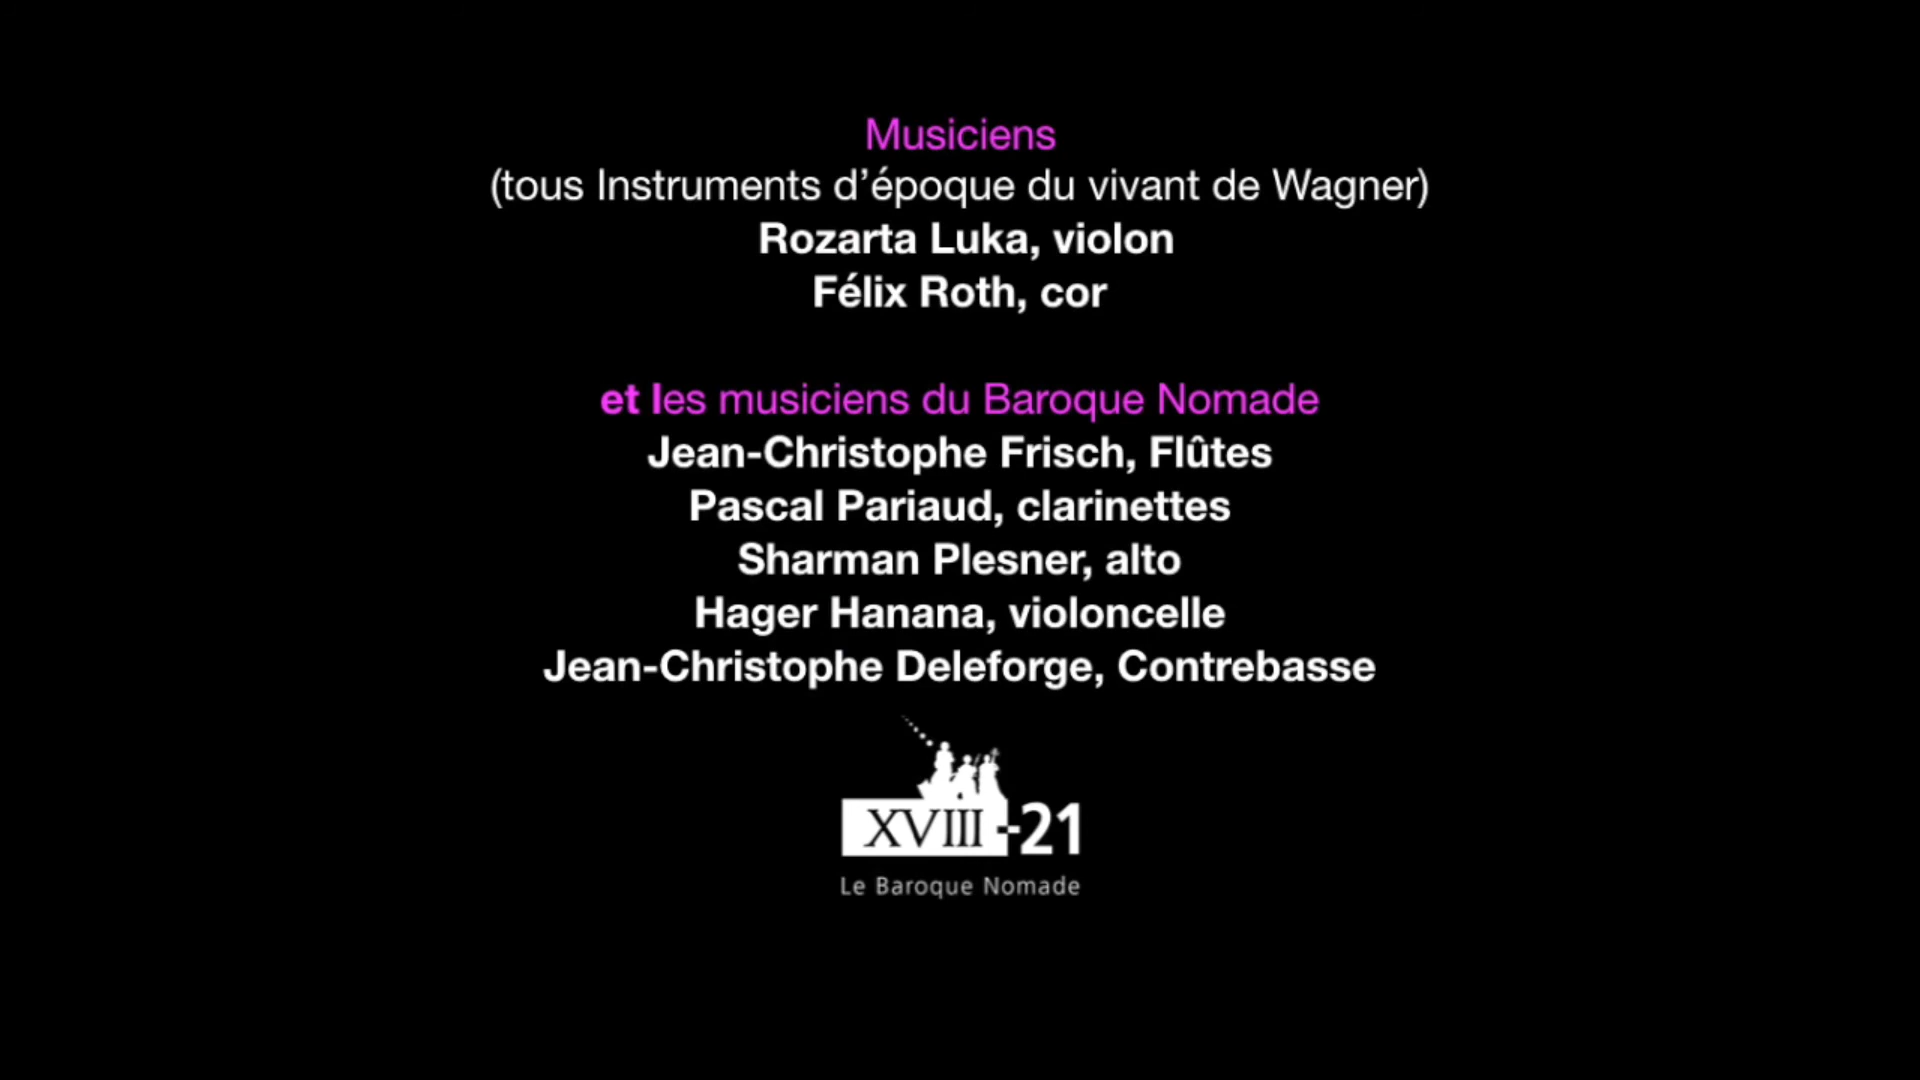 Musiciens
(tous Instruments d’époque du vivant de Wagner)
Rozarta Luka, violon
Félix Roth, cor
et les musiciens du Baroque Nomade
Jean-Christophe Frisch, Flûtes
Pascal Pariaud, clarinettes
Sharman Plesner, alto
Hager Hanana, violoncelle
Jean-Christophe Deleforge, Contrebasse
XVIII-21
Le Baroque Nomade